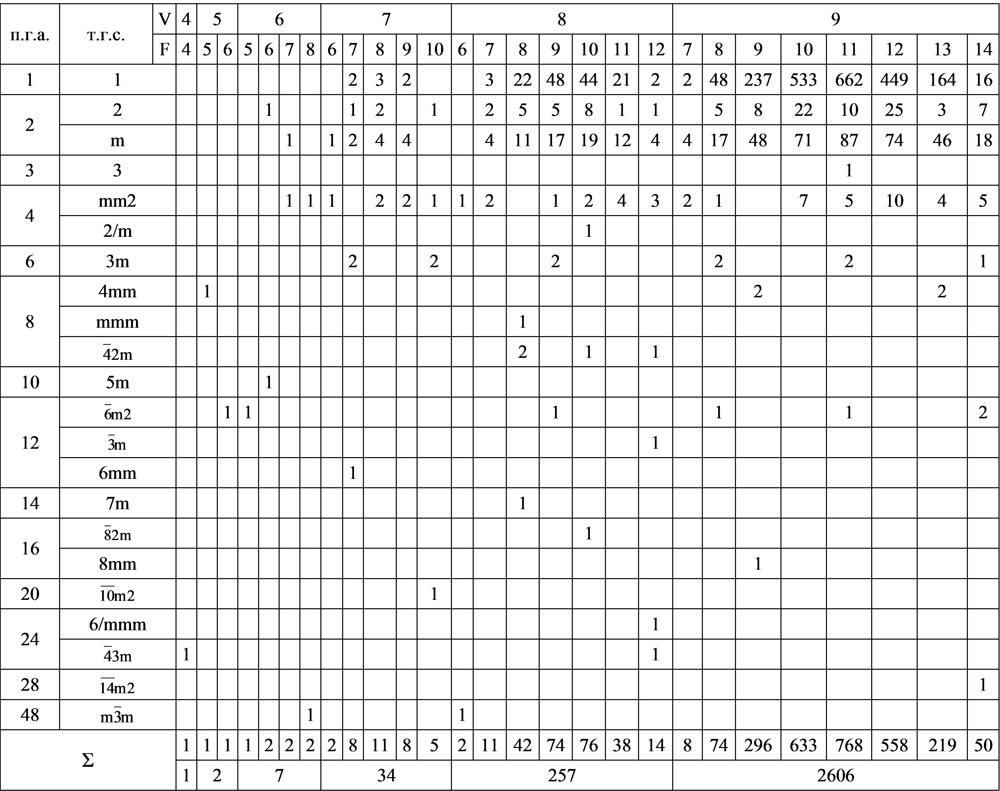 п.г.а. т.г.с. V 4 5 6 7 8 9
F 4 5 6 5 6 7 8 6 7 8 9 10 6 7 8 9 10 11 12 7 8 9 10 11 12 13 14
1 1 2 3 2 3 22 48 44 21 2 2 48 237 533 662 449 164 16
2 2 1 1 2 1 2 5 5 8 1 1 5 8 22 10 25 3 7
m 1 1 2 4 4 4 11 17 19 12 4 4 17 48 71 87 74 46 18
3 3 1
4 mm2 1 1 1 2 2 1 1 2 1 2 4 3 2 1 7 5 10 4 5
2/m 1
6 3m 2 2 2 2 2 1
8 4mm 1 2 2
mmm 1
4̅2m 2 1 1
10 5m 1
12 6̅m2 1 1 1 1 1 2
3̅m 1
6mm 1
14 7m 1
16 8̅2m 1
8mm 1
20 1̅0̅m2 1
24 6/mmm 1
4̅3m 1 1
28 1̅4̅m2 1
48 m3̅m 1 1
Σ 1 1 1 1 2 2 2 2 8 11 8 5 2 11 42 74 76 38 14 8 74 296 633 768 558 219 50
1 2 7 34 257 2606